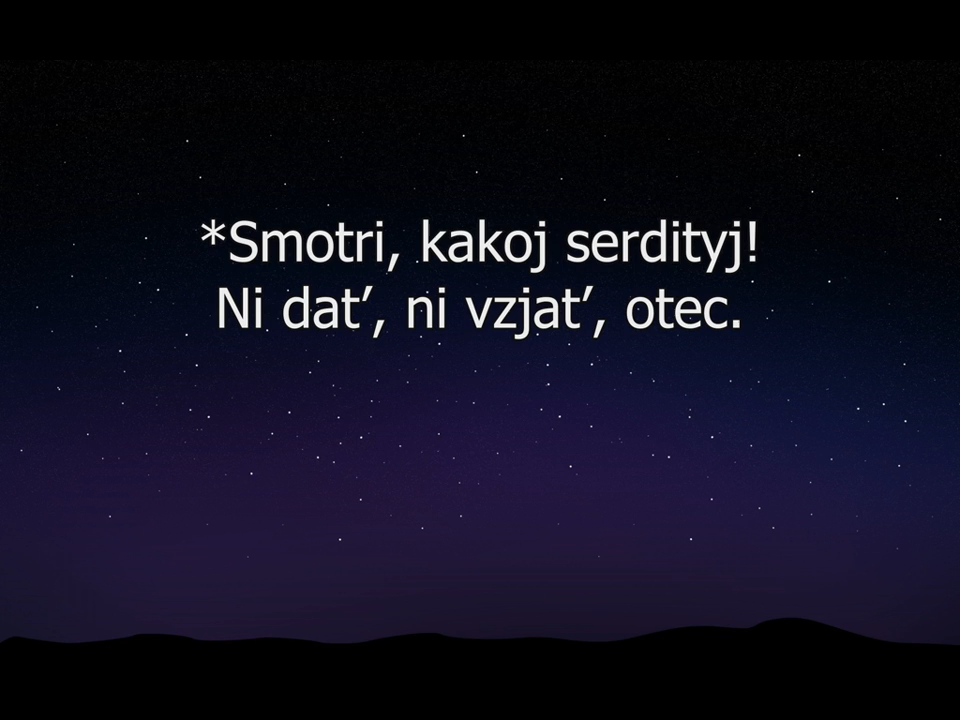 *Smotri, kakoj serdityj!
Ni dat’, ni vzjat’, otec.